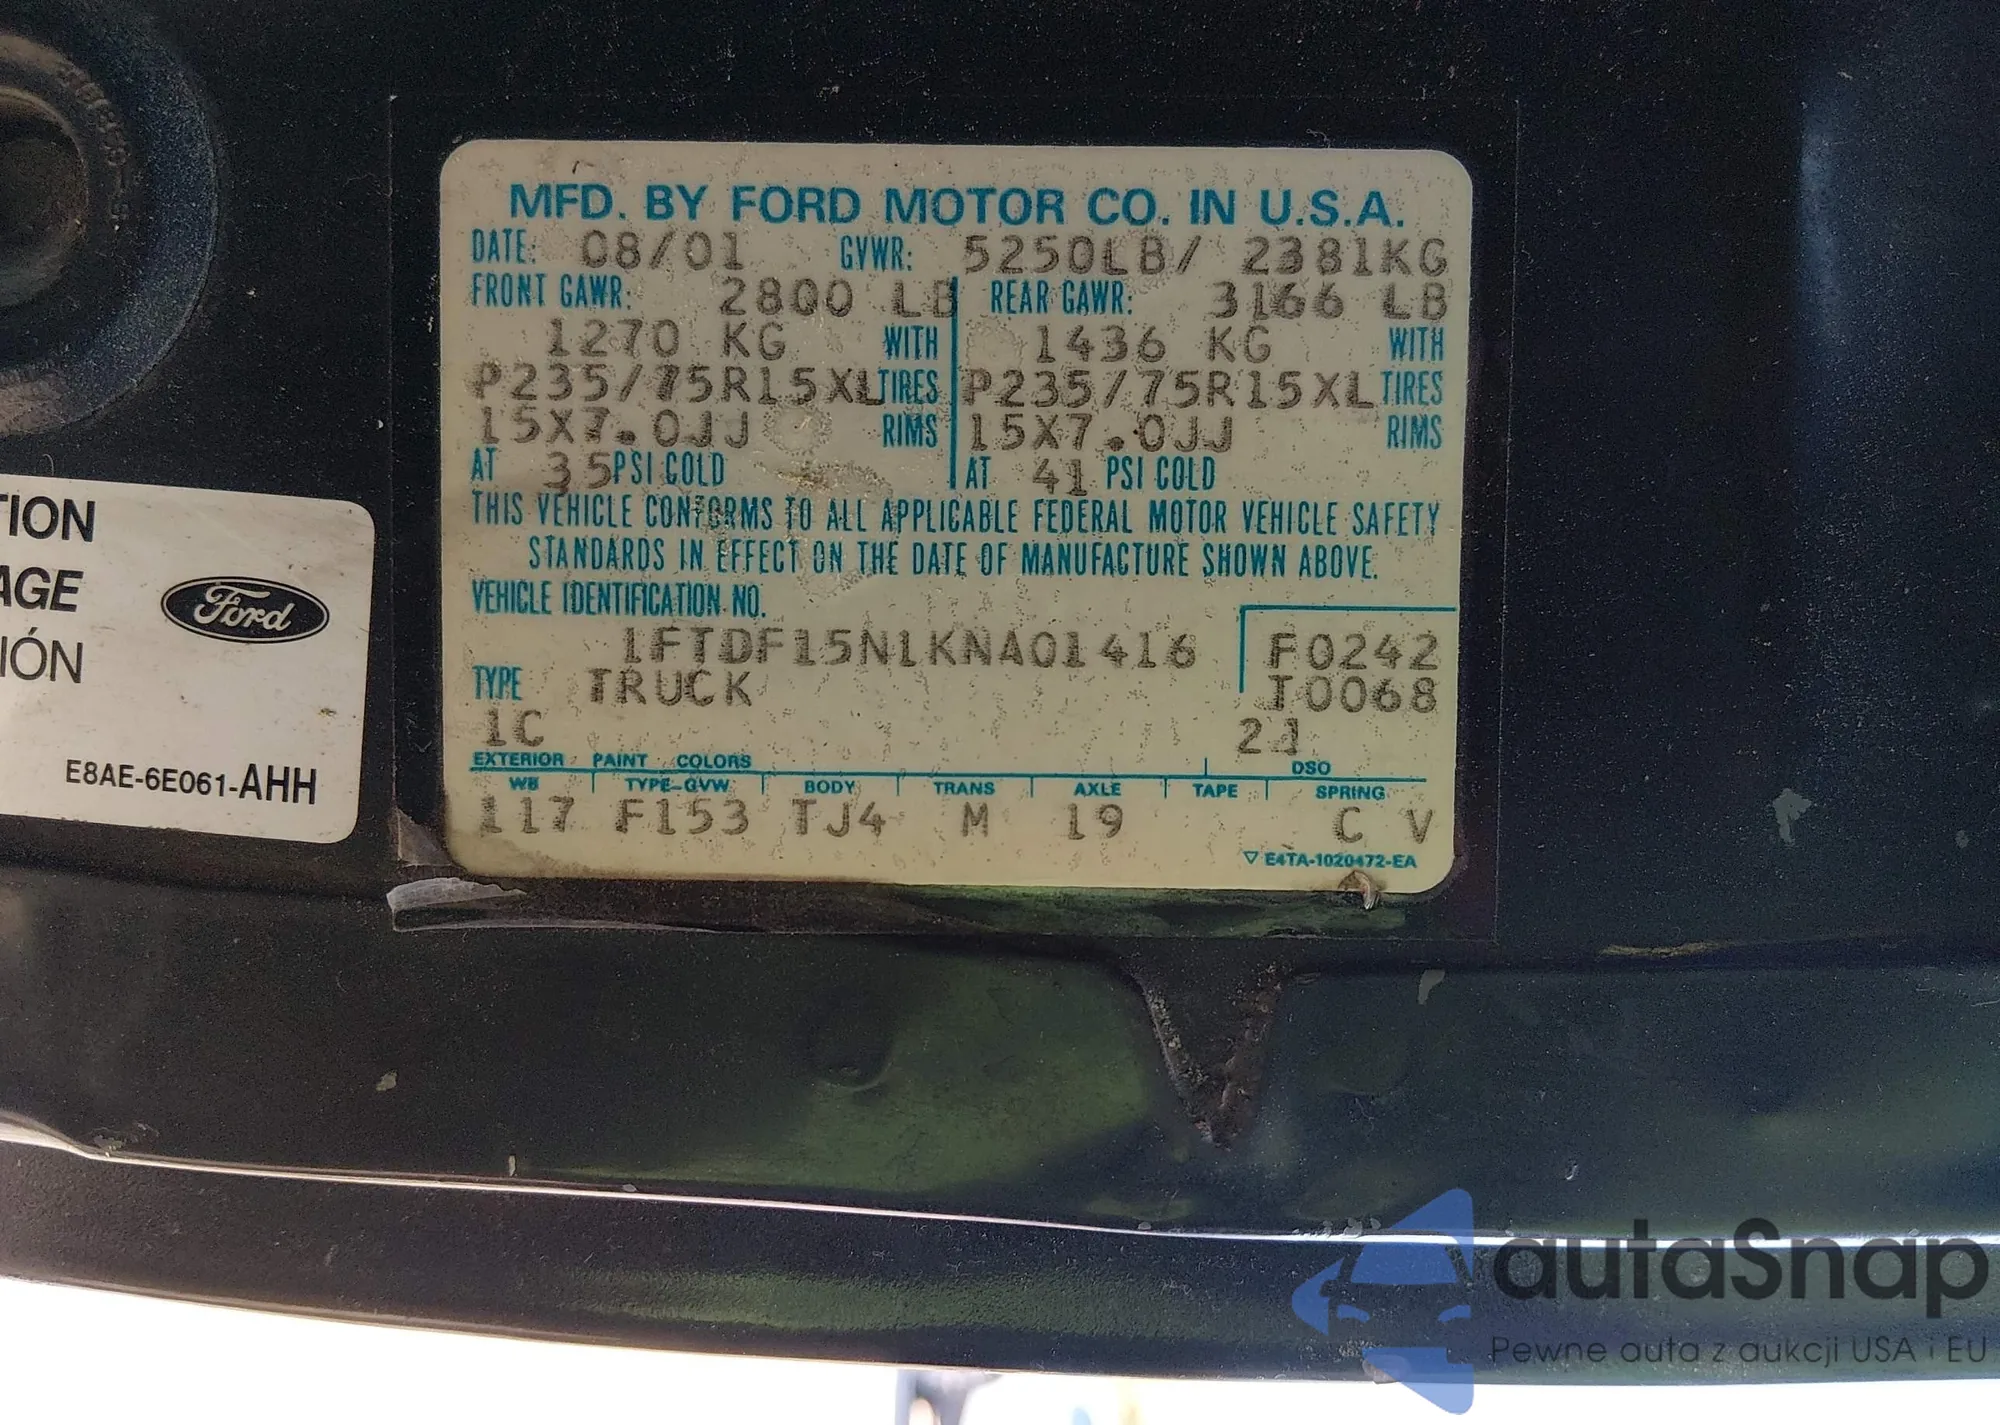 MFD. BY FORD MOTOR CO. IN U.S.A.
DATE: 08/01 GVWR: 5250LB/ 2381KG
FRONT GAWR: 2800 LB REAR GAWR: 3166 LB
1270 KG WITH 1436 KG WITH
P235/75R15XL TIRES P235/75R15XL TIRES
15X7.0JJ RIMS 15X7.0JJ RIMS
AT 35 PSI COLD AT 41 PSI COLD
THIS VEHICLE CONFORMS TO ALL APPLICABLE FEDERAL MOTOR VEHICLE SAFETY
STANDARDS IN EFFECT ON THE DATE OF MANUFACTURE SHOWN ABOVE.
VEHICLE IDENTIFICATION NO.
1FTDF15N1KNA01416 F0242
TYPE TRUCK T0068
1C 21
EXTERIOR PAINT COLORS DSO
WB TYPE-GVW BODY TRANS AXLE TAPE SPRING
117 F153 TJ4 M 19 C V
▽ E4TA-1020472-EA
TION
AGE
IÓN
Ford
E8AE-6E061-AHH
autaSnap
Pewne auta z aukcji USA i EU